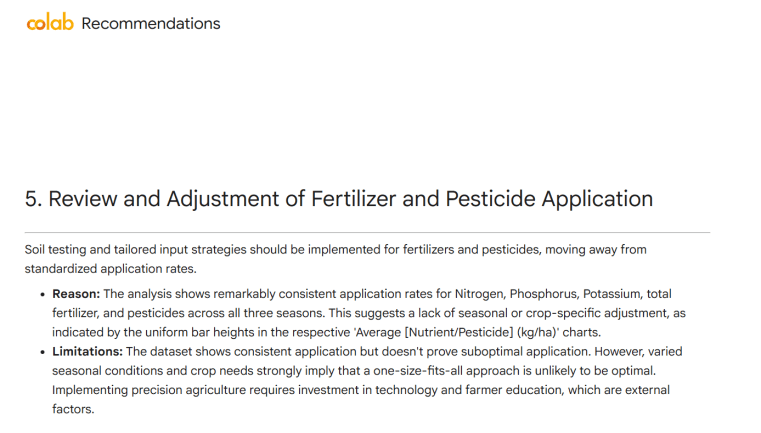 colab Recommendations
5. Review and Adjustment of Fertilizer and Pesticide Application
Soil testing and tailored input strategies should be implemented for fertilizers and pesticides, moving away from
standardized application rates.
• Reason: The analysis shows remarkably consistent application rates for Nitrogen, Phosphorus, Potassium, total
fertilizer, and pesticides across all three seasons. This suggests a lack of seasonal or crop-specific adjustment, as
indicated by the uniform bar heights in the respective 'Average [Nutrient/Pesticide] (kg/ha)' charts.
• Limitations: The dataset shows consistent application but doesn't prove suboptimal application. However, varied
seasonal conditions and crop needs strongly imply that a one-size-fits-all approach is unlikely to be optimal.
Implementing precision agriculture requires investment in technology and farmer education, which are external
factors.